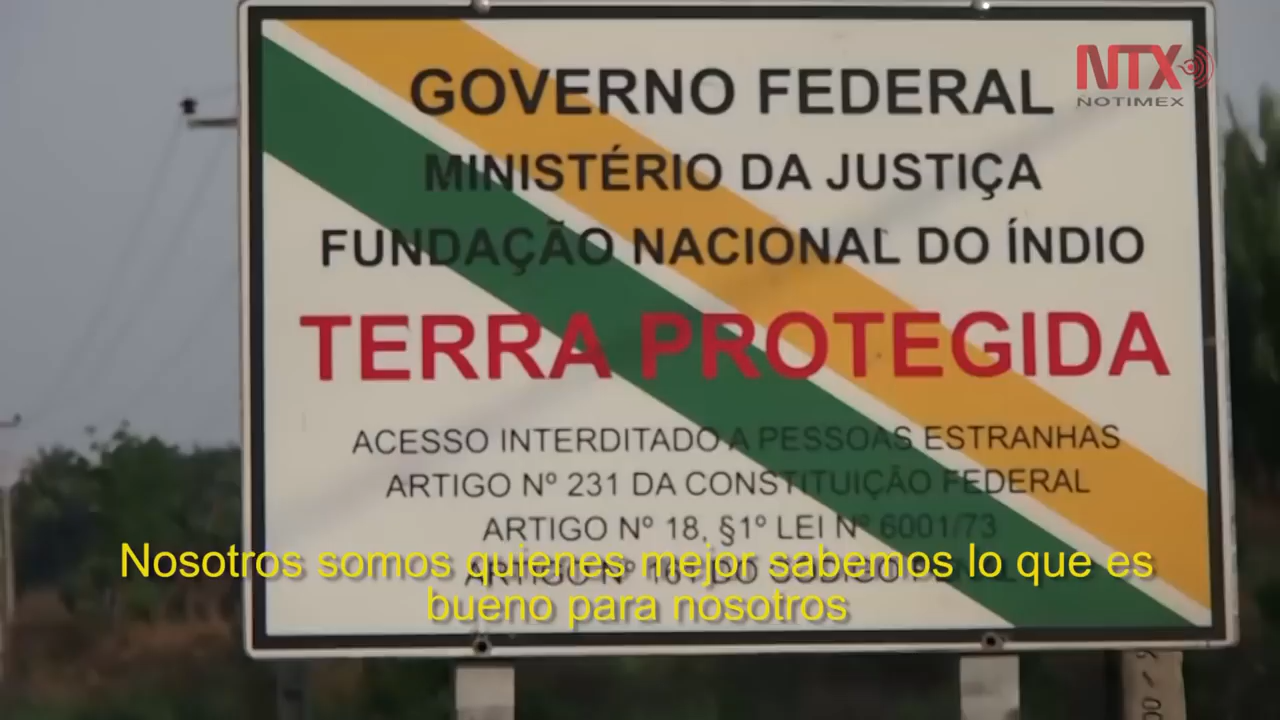 NTX
NOTIMEX
GOVERNO FEDERAL
MINISTÉRIO DA JUSTIÇA
FUNDAÇÃO NACIONAL DO ÍNDIO
TERRA PROTEGIDA
ACESSO INTERDITADO A PESSOAS ESTRANHAS
ARTIGO Nº 231 DA CONSTITUIÇÃO FEDERAL
ARTIGO Nº 18, §1º LEI Nº 6001/73
ARTIGO Nº
Nosotros somos quienes mejor sabemos lo que es
bueno para nosotros